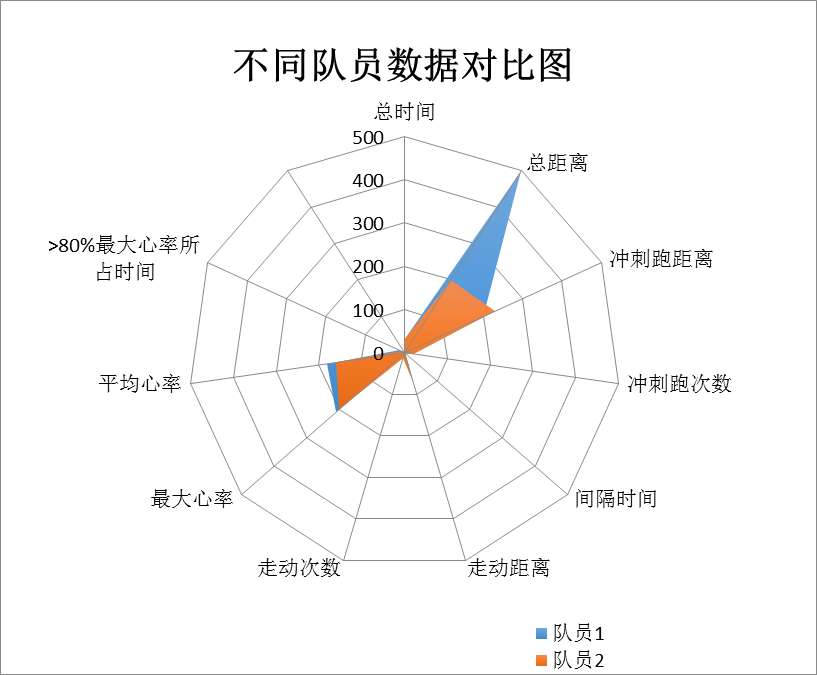 不同队员数据对比图
总时间
500
总距离
400
300
>80%最大心率所
占时间
冲刺跑距离
200
100
0
平均心率
冲刺跑次数
最大心率
间隔时间
走动次数
走动距离
队员1
队员2